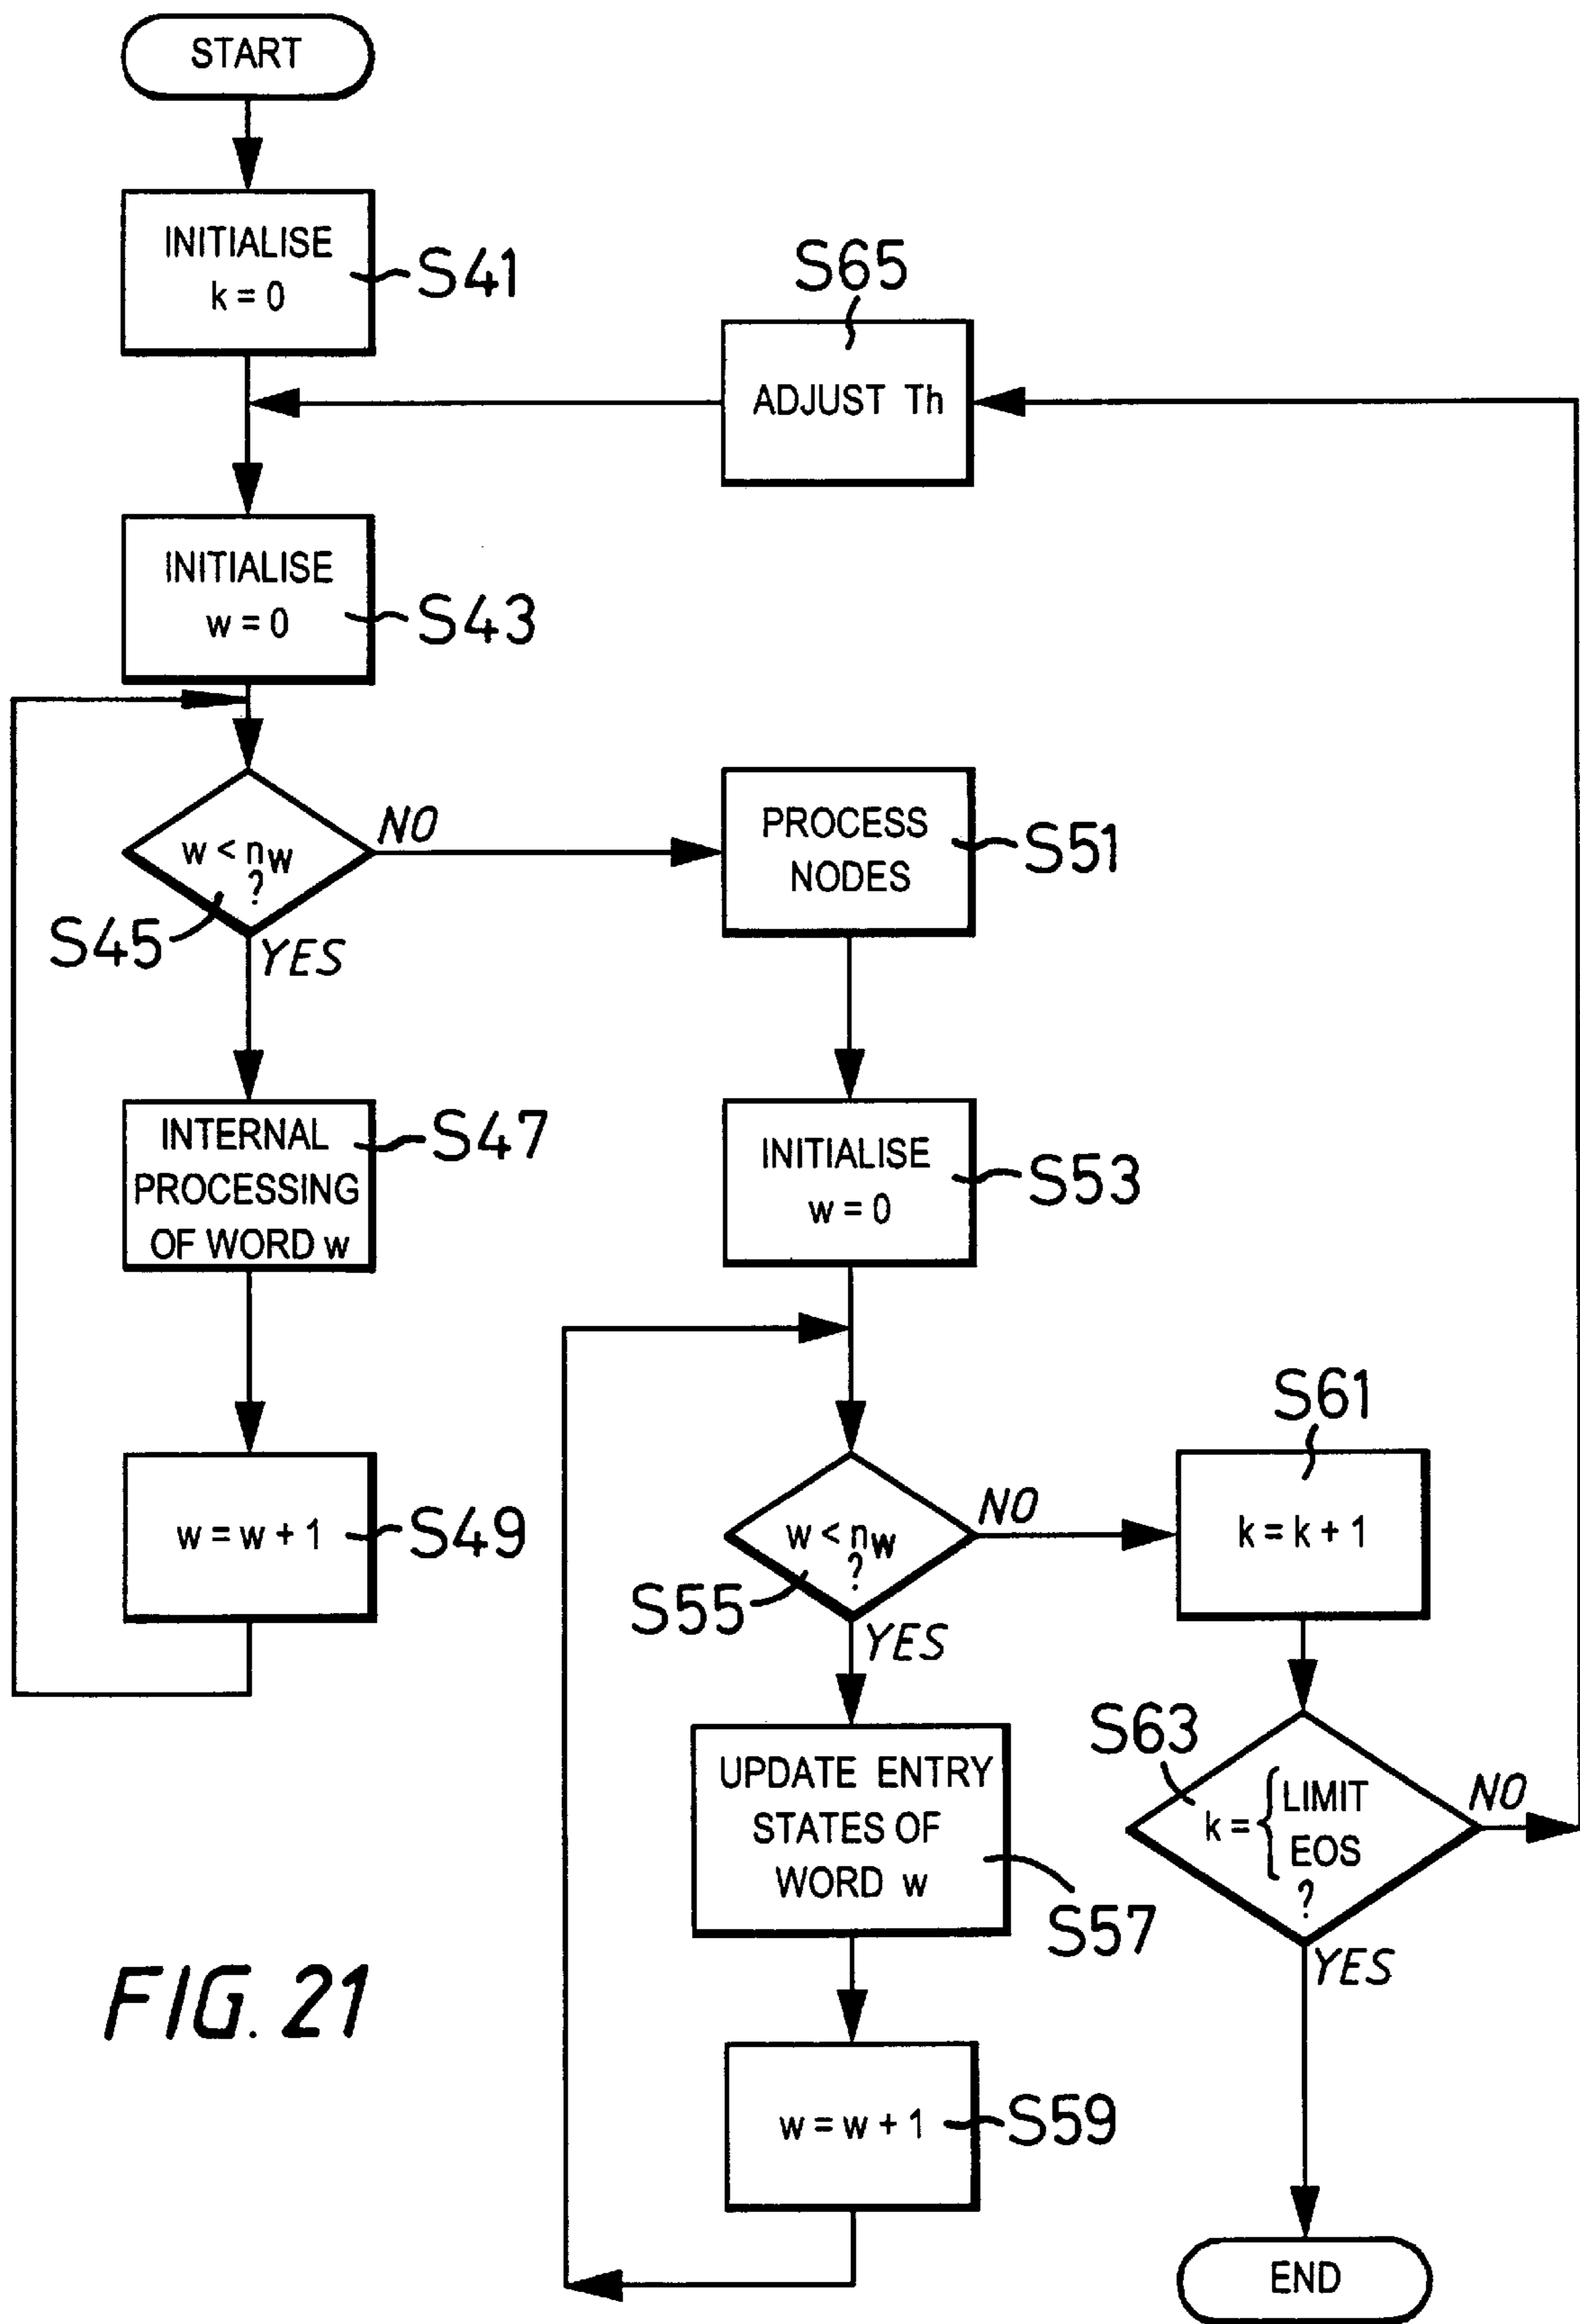 START
INITIALISE
k = 0
S41
S65
ADJUST Th
INITIALISE
w = 0
S43
w < nw
?
NO
S45
YES
PROCESS
NODES
S51
INTERNAL
PROCESSING
OF WORD w
S47
INITIALISE
w = 0
S53
w = w + 1
S49
w < nw
?
NO
S55
YES
S61
k = k + 1
UPDATE ENTRY
STATES OF
WORD w
S57
S63
k = { LIMIT
EOS
?
NO
YES
w = w + 1
S59
END
FIG. 21